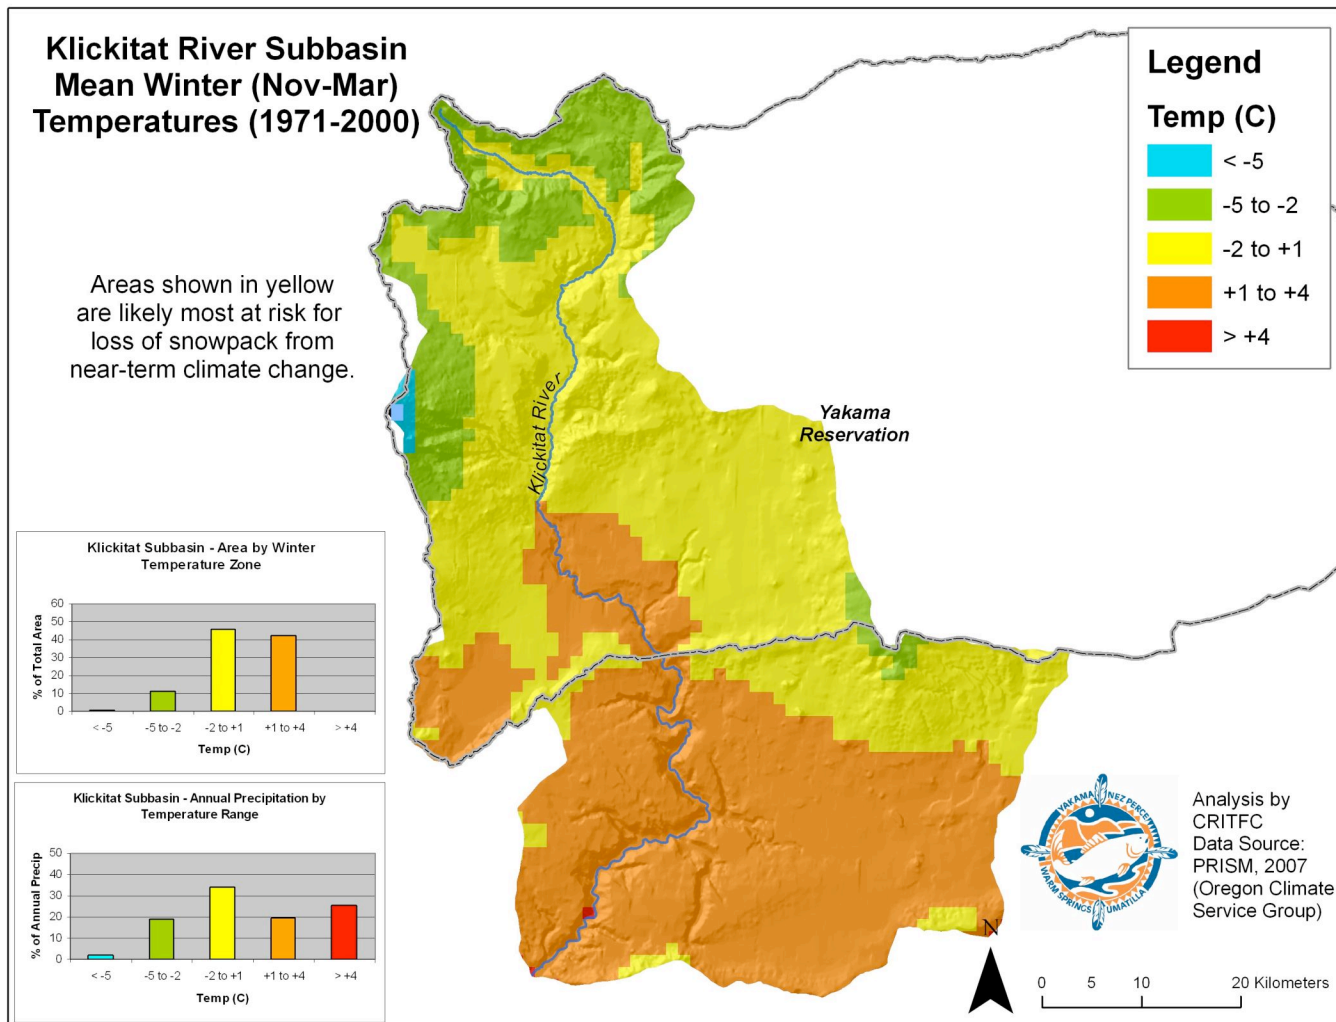 Klickitat River Subbasin
Mean Winter (Nov-Mar)
Temperatures (1971-2000)
Legend
Temp (C)
< -5
-5 to -2
-2 to +1
+1 to +4
> +4
Areas shown in yellow
are likely most at risk for
loss of snowpack from
near-term climate change.
Klickitat River
Yakama
Reservation
Klickitat Subbasin - Area by Winter
Temperature Zone
% of Total Area
60
50
40
30
20
10
0
< -5 -5 to -2 -2 to +1 +1 to +4 > +4
Temp (C)
Klickitat Subbasin - Annual Precipitation by
Temperature Range
% of Annual Precip
50
40
30
20
10
0
< -5 -5 to -2 -2 to +1 +1 to +4 > +4
Temp (C)
YAKAMA NEZ PERCE
WARM SPRINGS UMATILLA
Analysis by
CRITFC
Data Source:
PRISM, 2007
(Oregon Climate
Service Group)
N
0 5 10 20 Kilometers